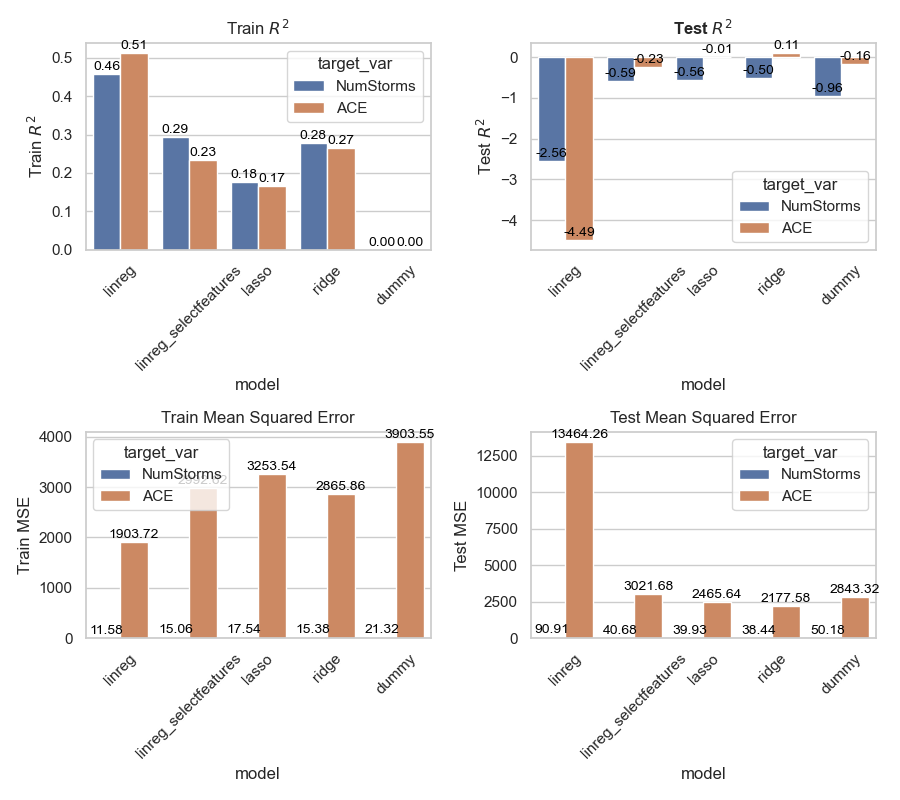 Train R²
0.5
0.4
0.3
0.2
0.1
0.0
Train R²
0.46
0.51
0.29
0.23
0.18
0.17
0.28
0.27
0.00
0.00
target_var
NumStorms
ACE
linreg
linreg_selectfeatures
lasso
ridge
dummy
model
Test R²
0
−1
−2
−3
−4
Test R²
-2.56
-4.49
-0.59
-0.23
-0.56
-0.01
-0.50
0.11
-0.96
-0.16
target_var
NumStorms
ACE
linreg
linreg_selectfeatures
lasso
ridge
dummy
model
Train Mean Squared Error
4000
3000
2000
1000
0
Train MSE
target_var
NumStorms
ACE
11.58
1903.72
15.06
17.54
3253.54
15.38
2865.86
21.32
3903.55
linreg
linreg_selectfeatures
lasso
ridge
dummy
model
Test Mean Squared Error
12500
10000
7500
5000
2500
0
Test MSE
target_var
NumStorms
ACE
90.91
13464.26
40.68
3021.68
39.93
2465.64
38.44
2177.58
50.18
2843.32
linreg
linreg_selectfeatures
lasso
ridge
dummy
model